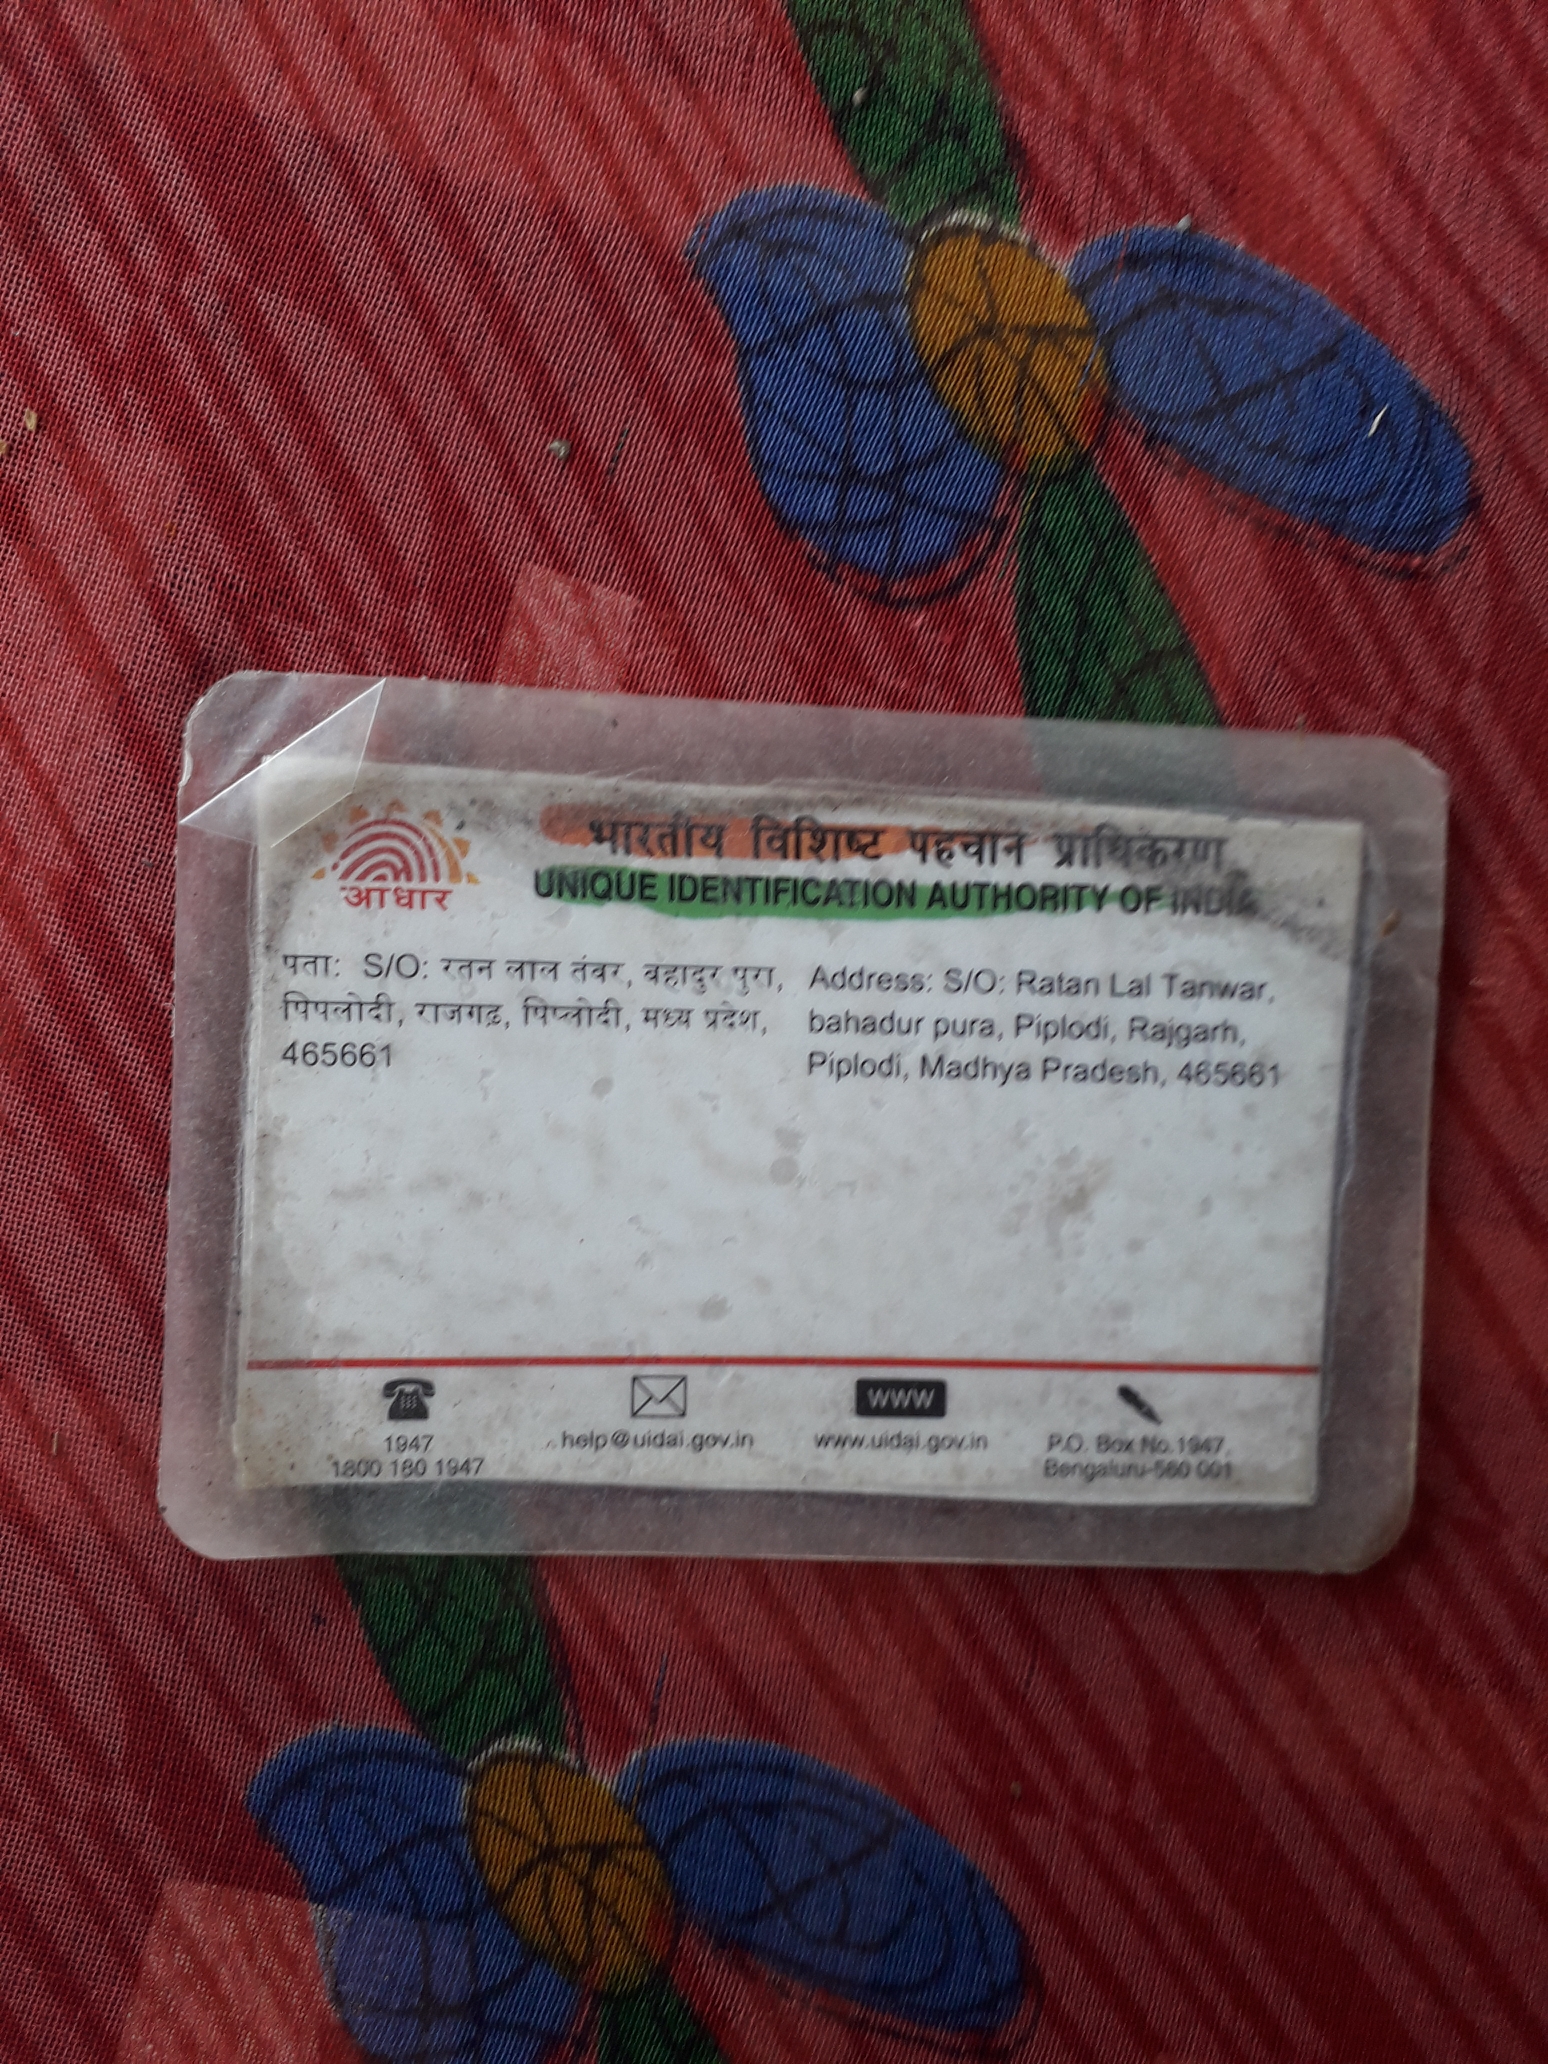 आधार
भारतीय विशिष्ट पहचान प्राधिकरण
UNIQUE IDENTIFICATION AUTHORITY OF INDIA
पता: S/O: रतन लाल तंवर, बहादुर पुरा,
पिपलोदी, राजगढ़, पिप्लोदी, मध्य प्रदेश,
465661
Address: S/O: Ratan Lal Tanwar,
bahadur pura, Piplodi, Rajgarh,
Piplodi, Madhya Pradesh, 465661
1947
1800 180 1947
help@uidai.gov.in
www
www.uidai.gov.in
P.O. Box No.1947,
Bengaluru-560 001